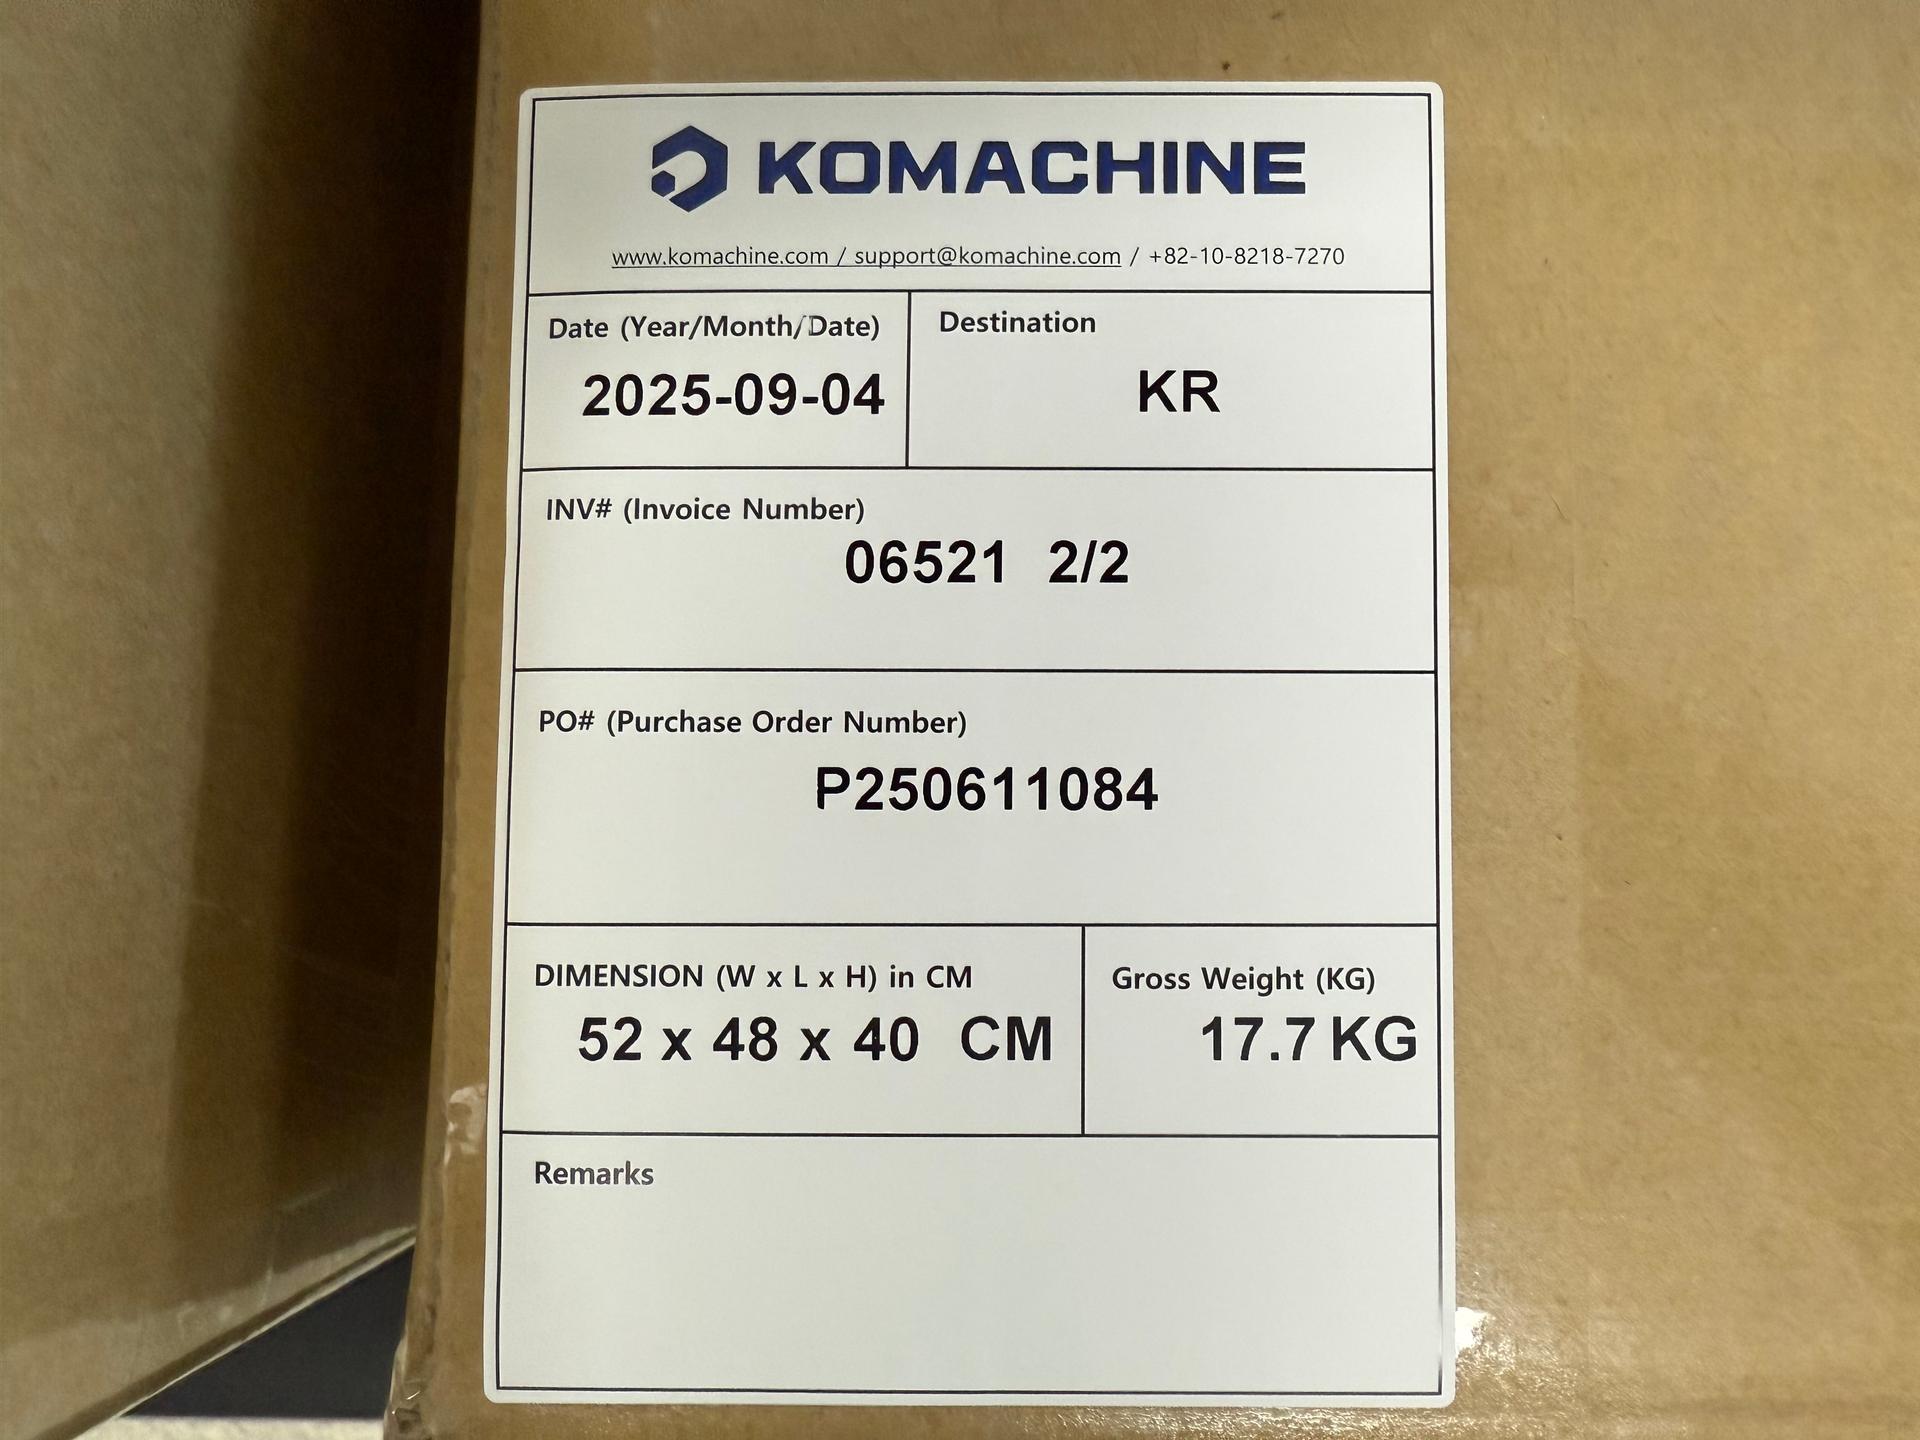 KOMACHINE
www.komachine.com / support@komachine.com / +82-10-8218-7270
Date (Year/Month/Date)
2025-09-04
Destination
KR
INV# (Invoice Number)
06521 2/2
PO# (Purchase Order Number)
P250611084
DIMENSION (W x L x H) in CM
52 x 48 x 40 CM
Gross Weight (KG)
17.7 KG
Remarks